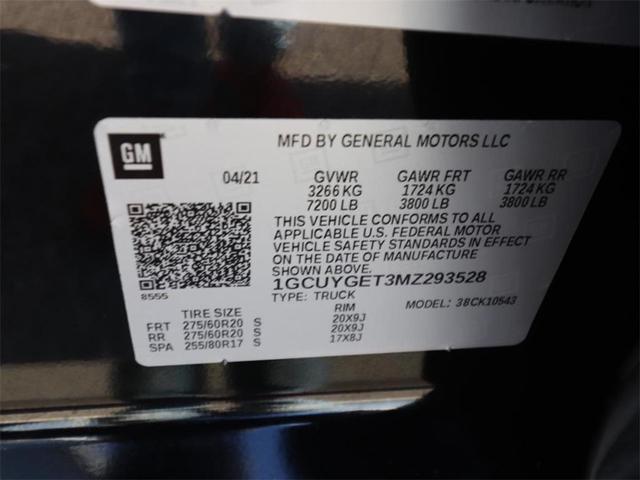 GM
MFD BY GENERAL MOTORS LLC
04/21 GVWR GAWR FRT GAWR RR
3266 KG 1724 KG 1724 KG
7200 LB 3800 LB 3800 LB
THIS VEHICLE CONFORMS TO ALL
APPLICABLE U.S. FEDERAL MOTOR
VEHICLE SAFETY STANDARDS IN EFFECT
ON THE DATE OF MANUFACTURE
SHOWN ABOVE.
1GCUYGET3MZ293528
8555 TYPE: TRUCK MODEL: 38CK10543
TIRE SIZE RIM
FRT 275/60R20 S 20X9J
RR 275/60R20 S 20X9J
SPA 255/80R17 S 17X8J